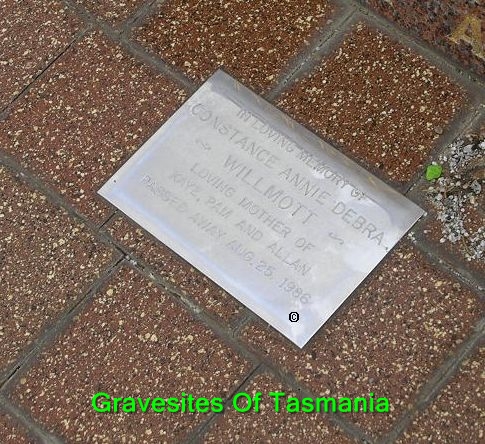 IN LOVING MEMORY OF
CONSTANCE ANNIE DEBRA
~ WILLMOTT ~
LOVING MOTHER OF
KAYE, PAM AND ALLAN
PASSED AWAY AUG. 25, 1986
©
Gravesites Of Tasmania